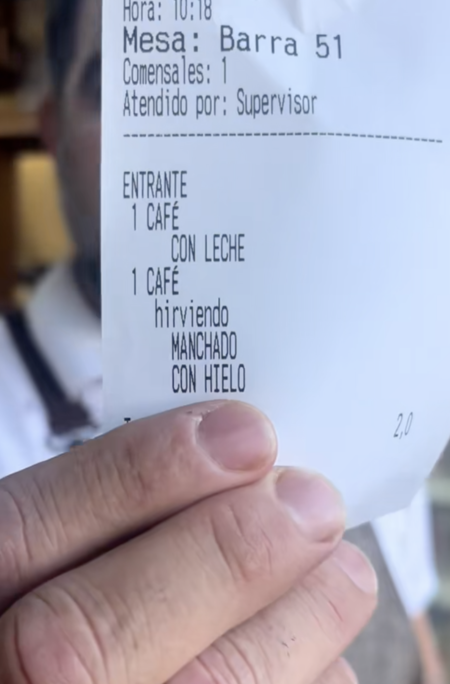 Hora: 10:18
Mesa: Barra 51
Comensales: 1
Atendido por: Supervisor
ENTRANTE
1 CAFÉ
CON LECHE
1 CAFÉ
hirviendo
MANCHADO
CON HIELO
2,0